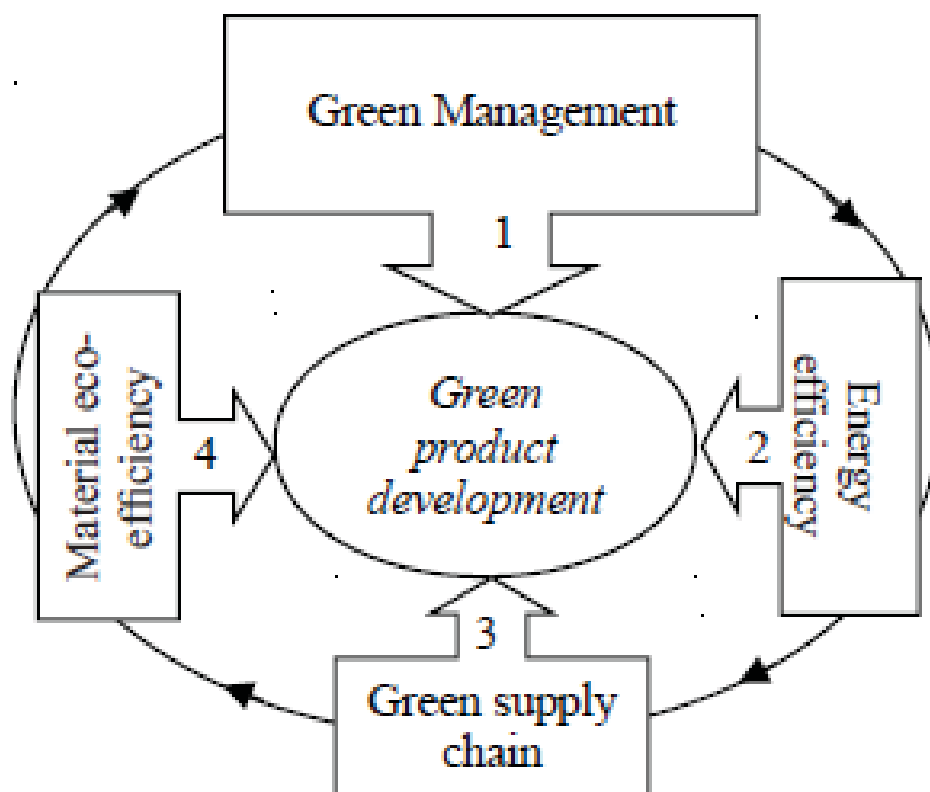 Green Management
1
Energy
efficiency
2
Green
product
development
Material eco-
efficiency
4
3
Green supply
chain